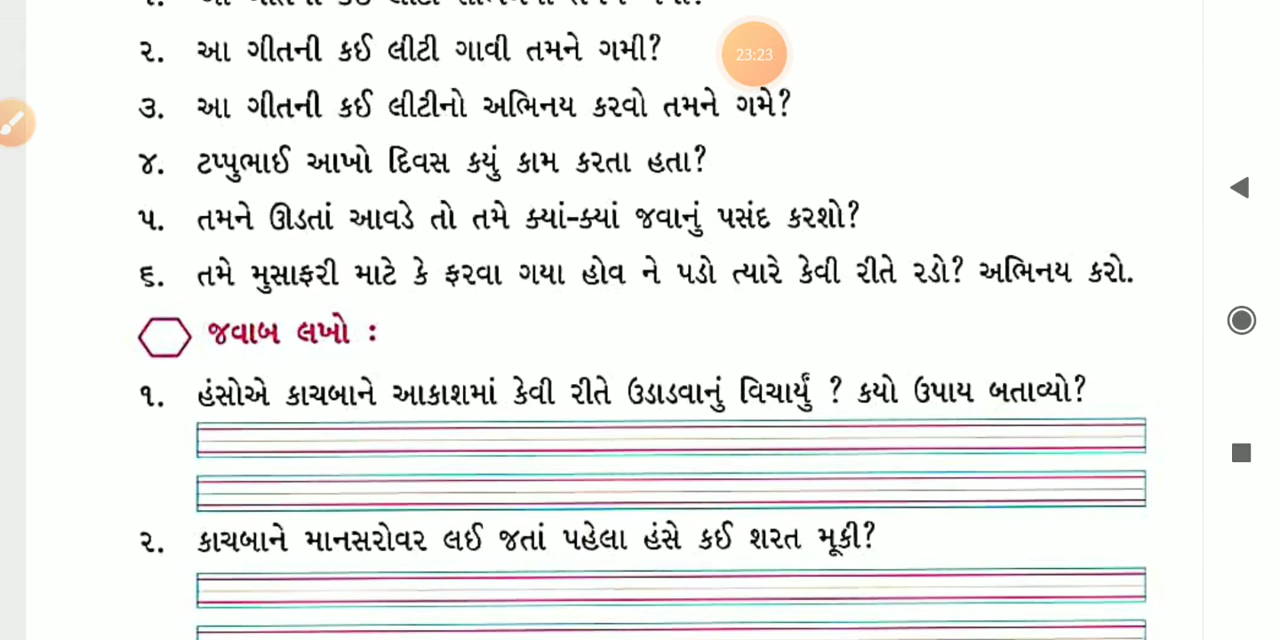 ૨. આ ગીતની કઈ લીટી ગાવી તમને ગમી?
23:23
૩. આ ગીતની કઈ લીટીનો અભિનય કરવો તમને ગમે?
૪. ટપ્પુભાઈ આખો દિવસ કયું કામ કરતા હતા?
૫. તમને ઊડતાં આવડે તો તમે ક્યાં-ક્યાં જવાનું પસંદ કરશો?
૬. તમે મુસાફરી માટે કે ફરવા ગયા હોવ ને પડો ત્યારે કેવી રીતે રડો? અભિનય કરો.
જવાબ લખો :
૧. હંસોએ કાચબાને આકાશમાં કેવી રીતે ઉડાડવાનું વિચાર્યું ? કયો ઉપાય બતાવ્યો?
૨. કાચબાને માનસરોવર લઈ જતાં પહેલા હંસે કઈ શરત મૂકી?